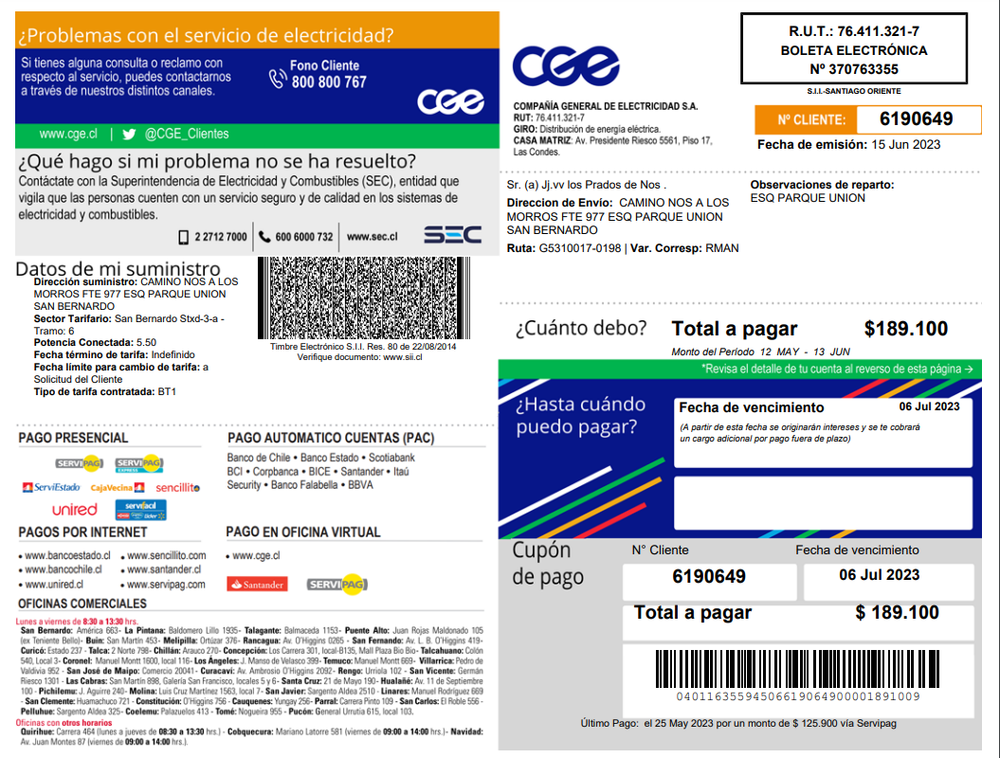 ¿Problemas con el servicio de electricidad?
Si tienes alguna consulta o reclamo con
respecto al servicio, puedes contactarnos
a través de nuestros distintos canales.
Fono Cliente
800 800 767
cge
www.cge.cl | @CGE_Clientes
¿Qué hago si mi problema no se ha resuelto?
Contáctate con la Superintendencia de Electricidad y Combustibles (SEC), entidad que
vigila que las personas cuenten con un servicio seguro y de calidad en los sistemas de
electricidad y combustibles.
2 2712 7000 | 600 6000 732 | www.sec.cl SEC
cge
COMPAÑÍA GENERAL DE ELECTRICIDAD S.A.
RUT: 76.411.321-7
GIRO: Distribución de energía eléctrica.
CASA MATRIZ: Av. Presidente Riesco 5561, Piso 17,
Las Condes.
R.U.T.: 76.411.321-7
BOLETA ELECTRÓNICA
Nº 370763355
S.I.I.-SANTIAGO ORIENTE
Nº CLIENTE: 6190649
Fecha de emisión: 15 Jun 2023
Sr. (a) Jj.vv los Prados de Nos .
Direccion de Envío: CAMINO NOS A LOS
MORROS FTE 977 ESQ PARQUE UNION
SAN BERNARDO
Ruta: G5310017-0198 | Var. Corresp: RMAN
Observaciones de reparto:
ESQ PARQUE UNION
Datos de mi suministro
Dirección suministro: CAMINO NOS A LOS
MORROS FTE 977 ESQ PARQUE UNION
SAN BERNARDO
Sector Tarifario: San Bernardo Stxd-3-a -
Tramo: 6
Potencia Conectada: 5.50
Fecha término de tarifa: Indefinido
Fecha límite para cambio de tarifa: a
Solicitud del Cliente
Tipo de tarifa contratada: BT1
Timbre Electrónico S.I.I. Res. 80 de 22/08/2014
Verifique documento: www.sii.cl
¿Cuánto debo? Total a pagar $189.100
Monto del Período 12 MAY - 13 JUN
*Revisa el detalle de tu cuenta al reverso de esta página →
¿Hasta cuándo
puedo pagar?
Fecha de vencimiento 06 Jul 2023
(A partir de esta fecha se originarán intereses y se te cobrará
un cargo adicional por pago fuera de plazo)
PAGO PRESENCIAL
SERVIPAG SERVIPAG EXPRESS
ServiEstado CajaVecina sencillito
unired servifacil
PAGO AUTOMATICO CUENTAS (PAC)
Banco de Chile • Banco Estado • Scotiabank
BCI • Corpbanca • BICE • Santander • Itaú
Security • Banco Falabella • BBVA
PAGOS POR INTERNET
• www.bancoestado.cl • www.sencillito.com
• www.bancochile.cl • www.santander.cl
• www.unired.cl • www.servipag.com
PAGO EN OFICINA VIRTUAL
• www.cge.cl
Santander SERVIPAG
OFICINAS COMERCIALES
Lunes a viernes de 8:30 a 13:30 hrs.
San Bernardo: América 663- La Pintana: Baldomero Lillo 1935- Talagante: Balmaceda 1153- Puente Alto: Juan Rojas Maldonado 105
(ex Teniente Bello)- Buin: San Martín 453- Melipilla: Ortúzar 376- Rancagua: Av. O'Higgins 0265 - San Fernando: Av. L. B. O'Higgins 419-
Curicó: Estado 237 - Talca: 2 Norte 798- Chillán: Arauco 270- Concepción: Los Carrera 301, local-B135, Mall Plaza Bío Bío- Talcahuano: Colón
540, Local 3- Coronel: Manuel Montt 1600, local 116- Los Ángeles: J. Manso de Velasco 399- Temuco: Manuel Montt 669- Villarrica: Pedro de
Valdivia 952 - San José de Maipo: Comercio 20041- Curacaví: Av. Ambrosio O'Higgins 2092- Rengo: Urriola 102 - San Vicente: Germán
Riesco 1301 - Las Cabras: San Martín 898, Galería San Francisco, locales 5 y 6- Santa Cruz: 21 de Mayo 190- Hualañé: Av. 11 de Septiembre
100 - Pichilemu: J. Aguirre 240- Molina: Luis Cruz Martínez 1563, local 7- San Javier: Sargento Aldea 2510- Linares: Manuel Rodríguez 669
- San Clemente: Huamachuco 721- Constitución: O'Higgins 756 - Cauquenes: Yungay 256- Parral: Carrera Pinto 109- San Carlos: El Roble 556 -
Pelluhue: Sargento Aldea 325- Coelemu: Palazuelos 413 - Tomé: Nogueira 955 - Pucón: General Urrutia 615, local 103.
Oficinas con otros horarios
Quirihue: Carrera 464 (lunes a jueves de 08:30 a 13:30 hrs.) - Cobquecura: Mariano Latorre 581 (viernes de 09:00 a 14:00 hrs.)- Navidad:
Av. Juan Montes 87 (viernes de 09:00 a 14:00 hrs).
Cupón
de pago
N° Cliente Fecha de vencimiento
6190649 06 Jul 2023
Total a pagar $ 189.100
0401163559450661906490000189​1009
Último Pago: el 25 May 2023 por un monto de $ 125.900 vía Servipag